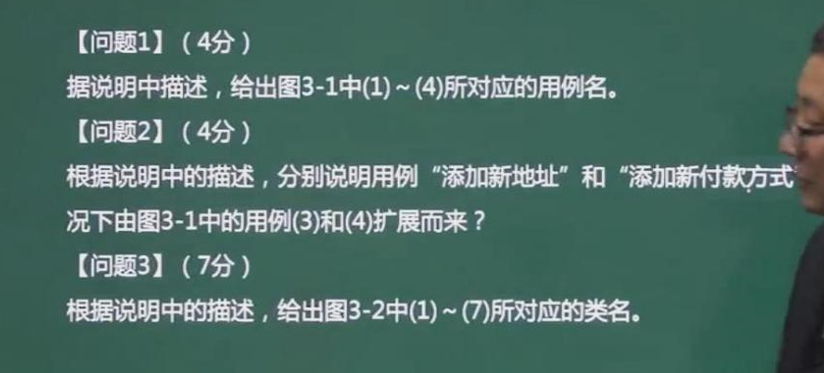 【问题1】（4分）
据说明中描述，给出图3-1中(1)～(4)所对应的用例名。
【问题2】（4分）
根据说明中的描述，分别说明用例“添加新地址”和“添加新付款方式
况下由图3-1中的用例(3)和(4)扩展而来？
【问题3】（7分）
根据说明中的描述，给出图3-2中(1)～(7)所对应的类名。